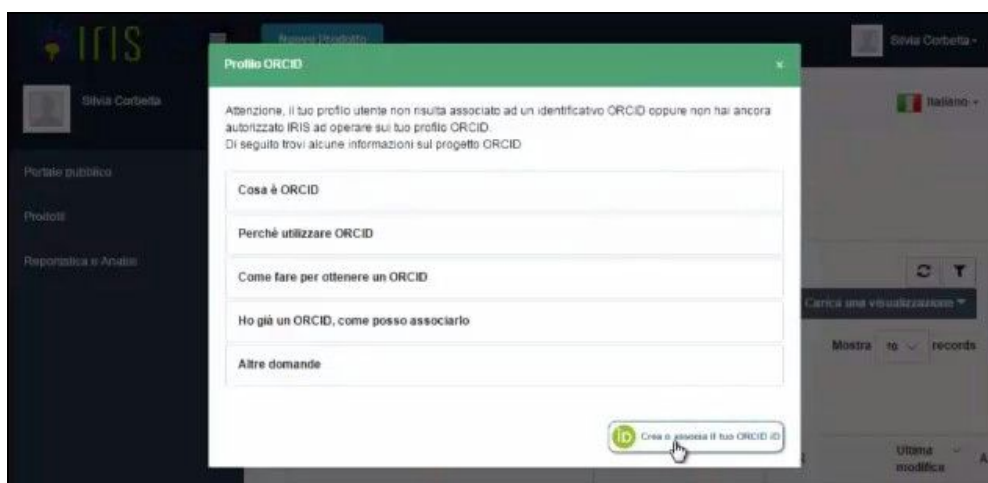 IRIS
Nuovo Prodotto
Silvia Corbetta
Silvia Corbetta
Italiano
Portale pubblico
Prodotti
Reportistica e Analisi
Profilo ORCID
×
Attenzione, il tuo profilo utente non risulta associato ad un identificativo ORCID oppure non hai ancora
autorizzato IRIS ad operare sul tuo profilo ORCID.
Di seguito trovi alcune informazioni sul progetto ORCID
Cosa è ORCID
Perché utilizzare ORCID
Come fare per ottenere un ORCID
Ho già un ORCID, come posso associarlo
Altre domande
iD Crea o associa il tuo ORCID iD
Carica una visualizzazione
Mostra 10 records
Ultima
modifica
A